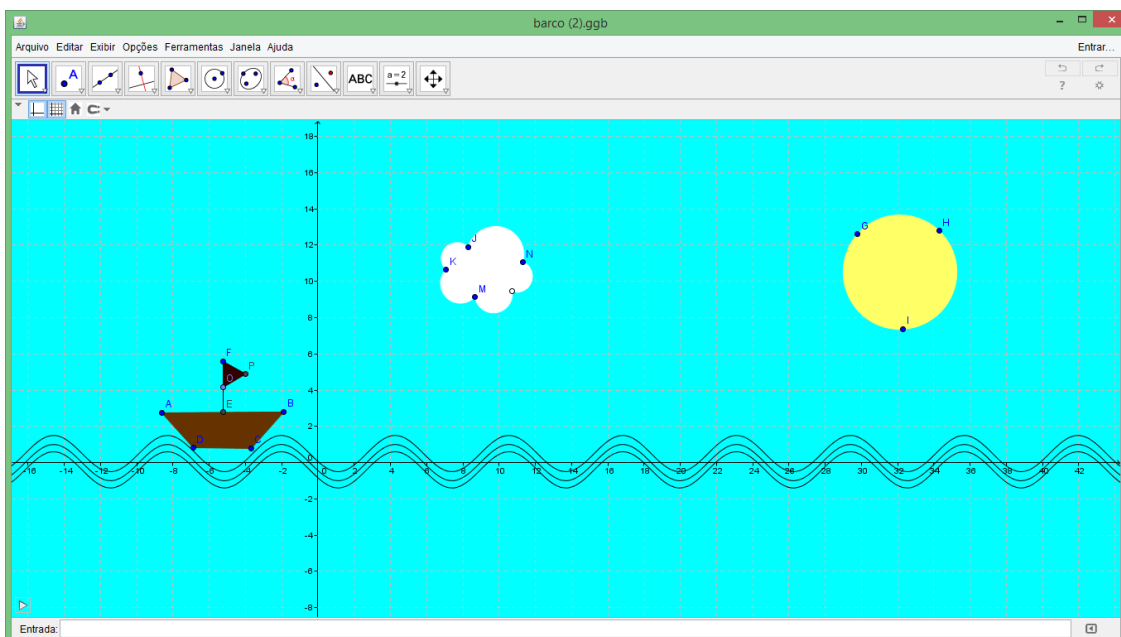 barco (2).ggb
Arquivo Editar Exibir Opções Ferramentas Janela Ajuda
Entrar...
A
α
ABC
a=2
?
18
16
14
12
10
8
6
4
2
0
-2
-4
-6
-8
-16 -14 -12 -10 -8 -6 -4 -2 0 2 4 6 8 10 12 14 16 18 20 22 24 26 28 30 32 34 36 38 40 42
J
K
N
M
G
H
I
F
P
O
A
E
B
D
C
Entrada: